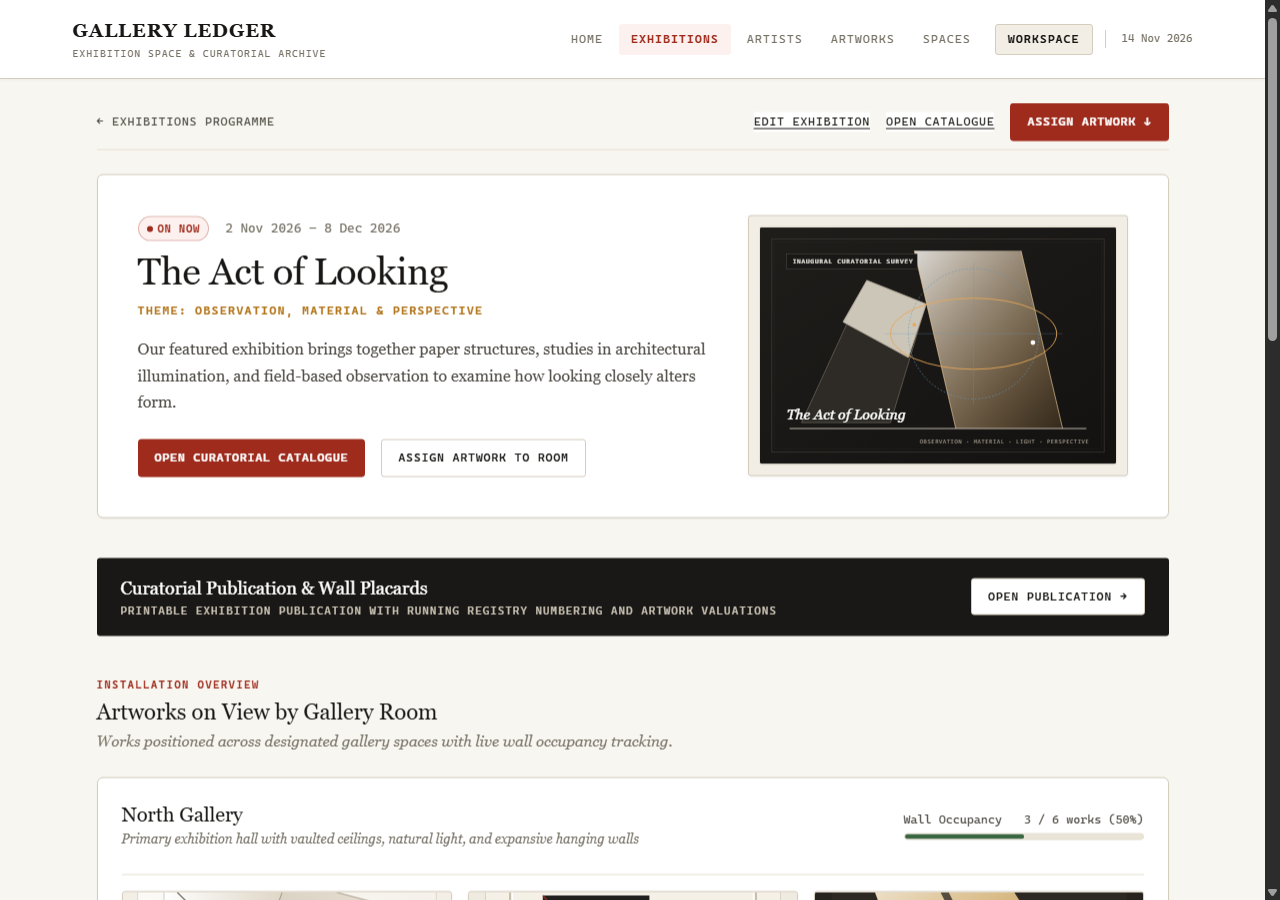 GALLERY LEDGER
EXHIBITION SPACE & CURATORIAL ARCHIVE
HOME EXHIBITIONS ARTISTS ARTWORKS SPACES WORKSPACE 14 Nov 2026
← EXHIBITIONS PROGRAMME
EDIT EXHIBITION OPEN CATALOGUE ASSIGN ARTWORK ↓
ON NOW 2 Nov 2026 — 8 Dec 2026
The Act of Looking
THEME: OBSERVATION, MATERIAL & PERSPECTIVE
Our featured exhibition brings together paper structures, studies in architectural
illumination, and field-based observation to examine how looking closely alters
form.
OPEN CURATORIAL CATALOGUE ASSIGN ARTWORK TO ROOM
INAUGURAL CURATORIAL SURVEY
The Act of Looking
OBSERVATION · MATERIAL · LIGHT · PERSPECTIVE
Curatorial Publication & Wall Placards
PRINTABLE EXHIBITION PUBLICATION WITH RUNNING REGISTRY NUMBERING AND ARTWORK VALUATIONS
OPEN PUBLICATION →
INSTALLATION OVERVIEW
Artworks on View by Gallery Room
Works positioned across designated gallery spaces with live wall occupancy tracking.
North Gallery
Primary exhibition hall with vaulted ceilings, natural light, and expansive hanging walls
Wall Occupancy 3 / 6 works (50%)